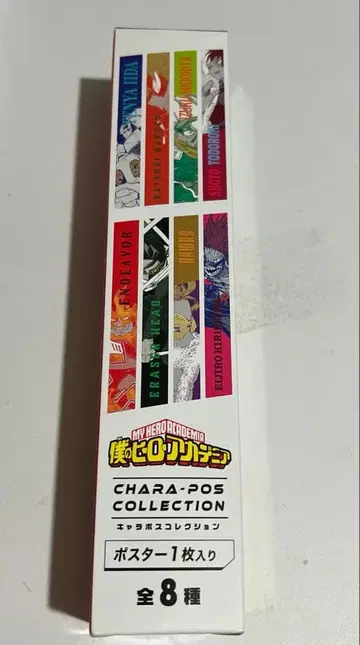 TENYA IIDA
KATSUKI BAKUGO
IZUKU MIDORIYA
SHOTO TODOROKI
ENDEAVOR
ERASER HEAD
HAWKS
EIJIRO KIRI
MY HERO ACADEMIA
僕のヒーローアカデミア
CHARA-POS
COLLECTION
キャラポスコレクション
ポスター1枚入り
全8種